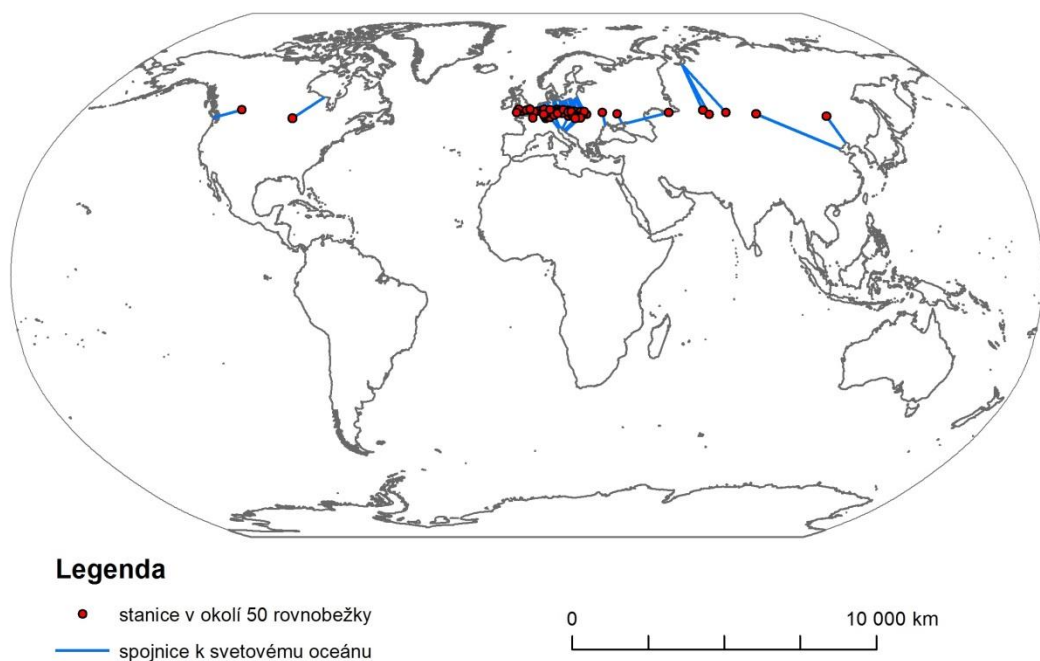 Legenda
stanice v okolí 50 rovnobežky
spojnice k svetovému oceánu
0 10 000 km